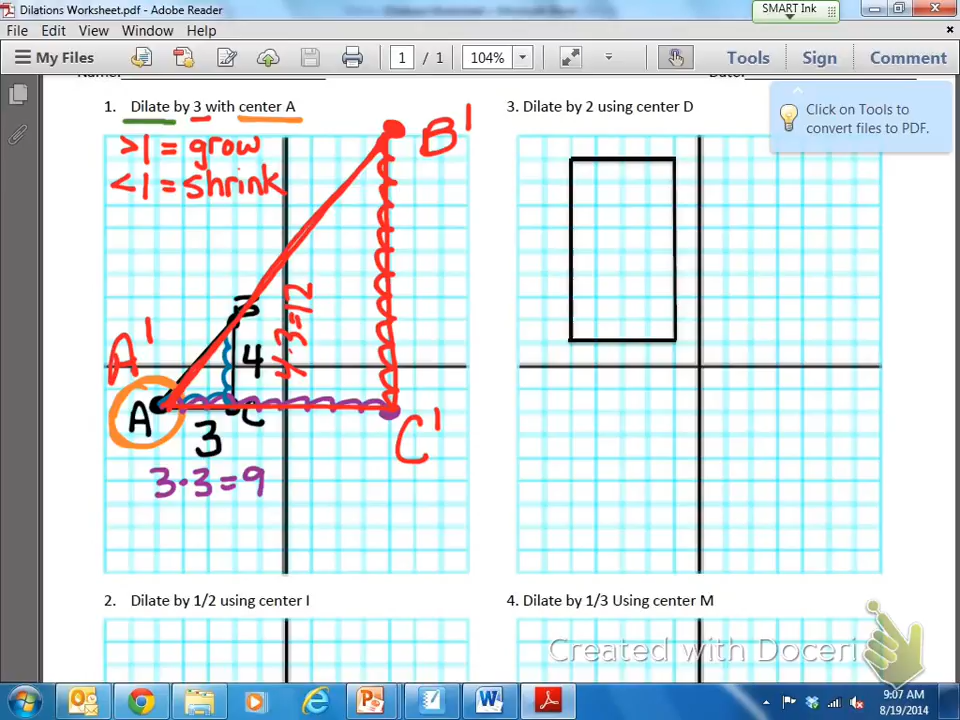 Dilations Worksheet.pdf - Adobe Reader
SMART Ink
File Edit View Window Help
My Files
1 / 1
104%
Tools
Sign
Comment
Click on Tools to
convert files to PDF.
1. Dilate by 3 with center A
>1 = grow
<1 = shrink
B'
A'
4
4·3=12
A
C
3
C'
3·3=9
3. Dilate by 2 using center D
2. Dilate by 1/2 using center I
4. Dilate by 1/3 Using center M
Created with Doceri
9:07 AM
8/19/2014